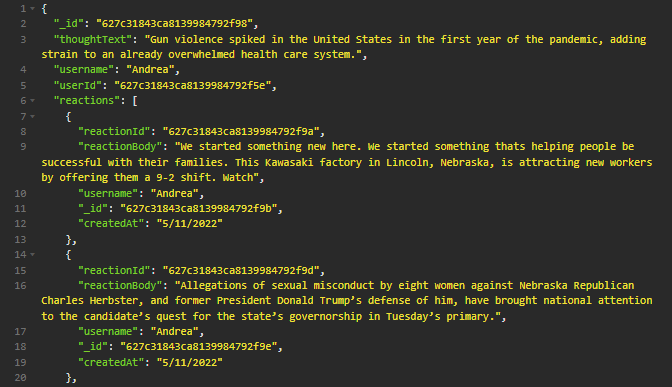 1 {
2 "_id": "627c31843ca8139984792f98",
3 "thoughtText": "Gun violence spiked in the United States in the first year of the pandemic, adding
strain to an already overwhelmed health care system.",
4 "username": "Andrea",
5 "userId": "627c31843ca8139984792f5e",
6 "reactions": [
7 {
8 "reactionId": "627c31843ca8139984792f9a",
9 "reactionBody": "We started something new here. We started something thats helping people be
successful with their families. This Kawasaki factory in Lincoln, Nebraska, is attracting new workers
by offering them a 9-2 shift. Watch",
10 "username": "Andrea",
11 "_id": "627c31843ca8139984792f9b",
12 "createdAt": "5/11/2022"
13 },
14 {
15 "reactionId": "627c31843ca8139984792f9d",
16 "reactionBody": "Allegations of sexual misconduct by eight women against Nebraska Republican
Charles Herbster, and former President Donald Trump’s defense of him, have brought national attention
to the candidate’s quest for the state’s governorship in Tuesday’s primary.",
17 "username": "Andrea",
18 "_id": "627c31843ca8139984792f9e",
19 "createdAt": "5/11/2022"
20 },